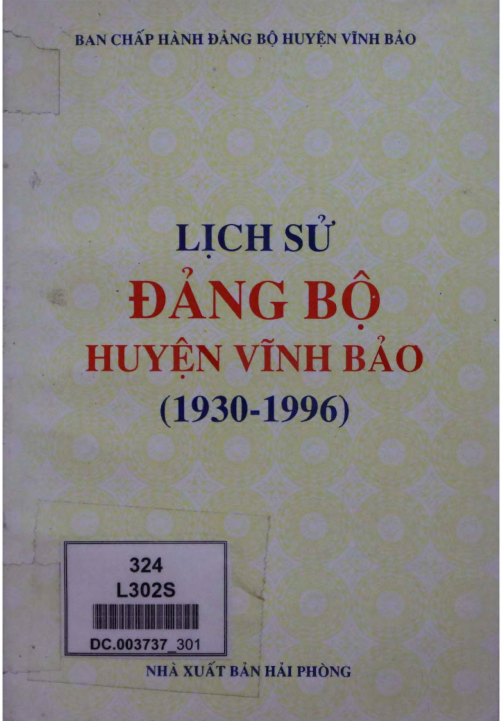 BAN CHẤP HÀNH ĐẢNG BỘ HUYỆN VĨNH BẢO
LỊCH SỬ
ĐẢNG BỘ
HUYỆN VĨNH BẢO
(1930-1996)
324
L302S
DC.003737_301
NHÀ XUẤT BẢN HẢI PHÒNG